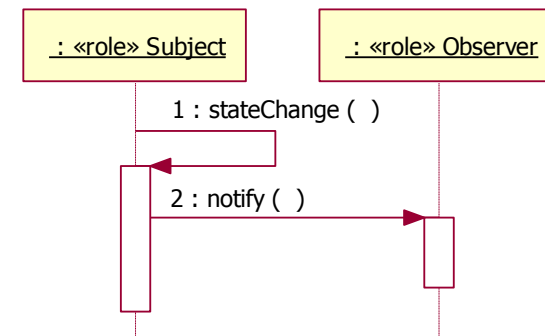 : «role» Subject
: «role» Observer
1 : stateChange ( )
2 : notify ( )